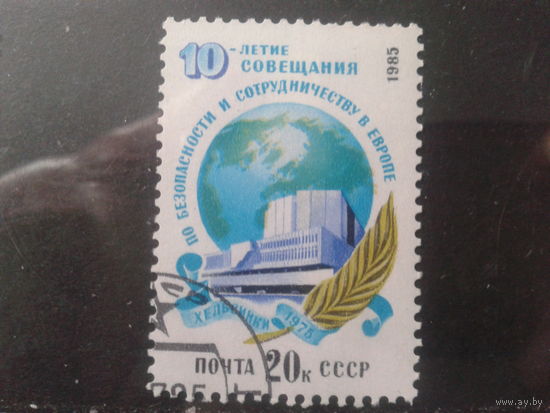 10-ЛЕТИЕ
СОВЕЩАНИЯ
ПО БЕЗОПАСНОСТИ И СОТРУДНИЧЕСТВУ В ЕВРОПЕ
1985
ХЕЛЬСИНКИ 1975
ПОЧТА 20к СССР
www.ay.by